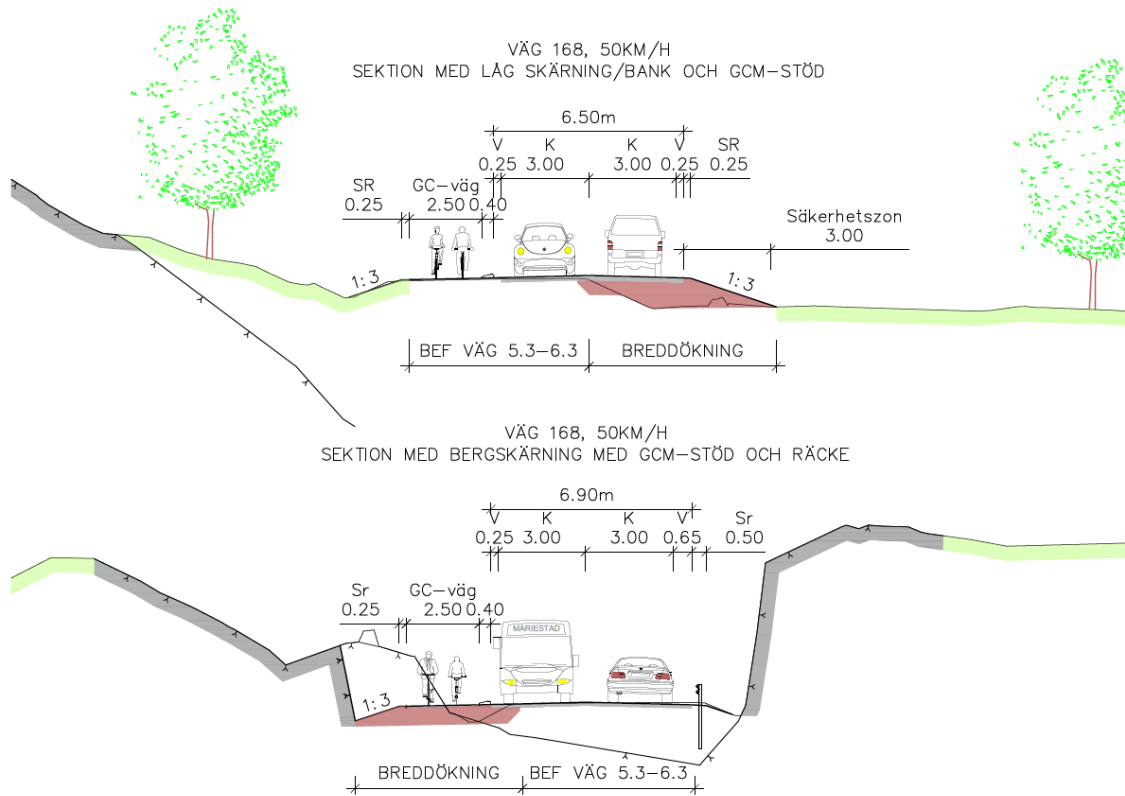 VÄG 168, 50KM/H
SEKTION MED LÅG SKÄRNING/BANK OCH GCM-STÖD
6.50m
V K K V SR
0.25 3.00 3.00 0.25 0.25
SR GC-väg
0.25 2.50 0.40
Säkerhetszon
3.00
1:3 1:3
BEF VÄG 5.3-6.3 BREDDÖKNING
VÄG 168, 50KM/H
SEKTION MED BERGSKÄRNING MED GCM-STÖD OCH RÄCKE
6.90m
V K K V Sr
0.25 3.00 3.00 0.65 0.50
Sr GC-väg
0.25 2.50 0.40
MARIESTAD
1:3
BREDDÖKNING BEF VÄG 5.3-6.3